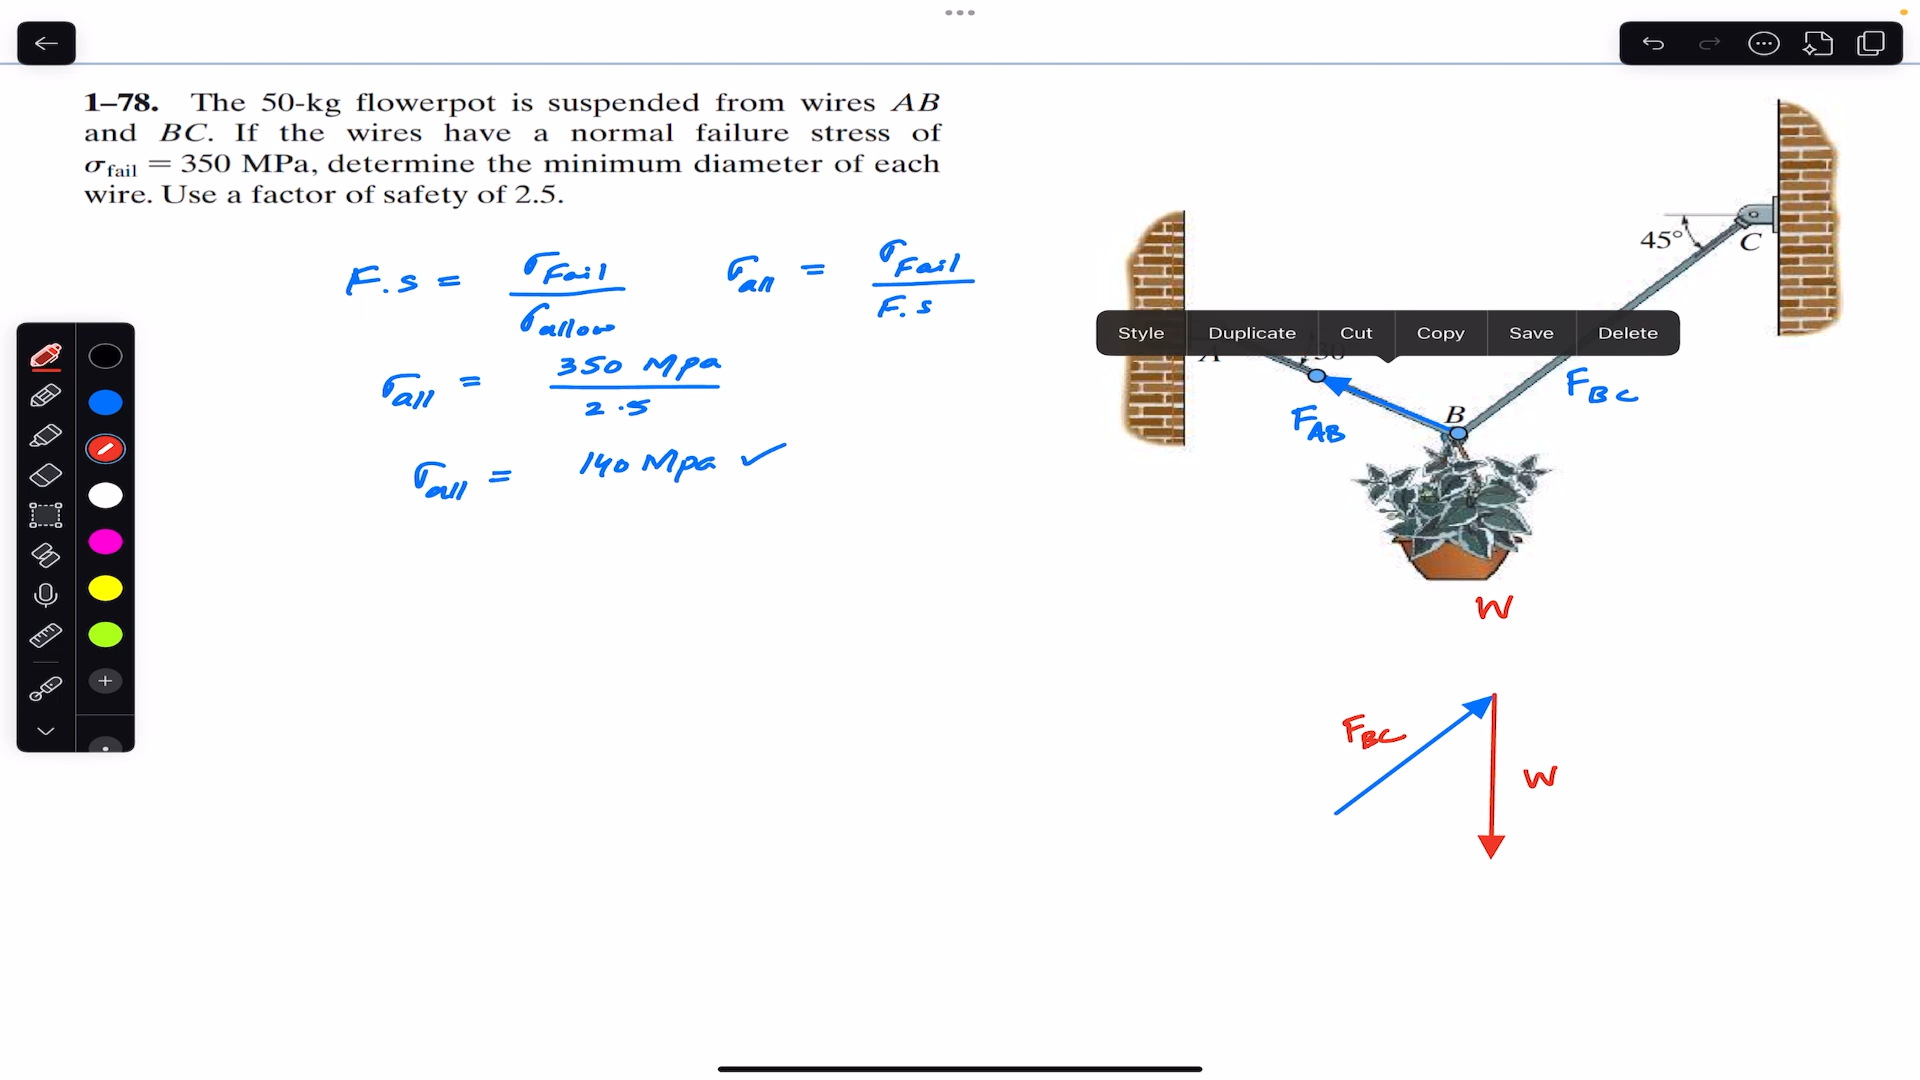 1–78. The 50-kg flowerpot is suspended from wires AB
and BC. If the wires have a normal failure stress of
σfail = 350 MPa, determine the minimum diameter of each
wire. Use a factor of safety of 2.5.
F.s = σFail / σallow
σall = σFail / F.s
σall = 350 Mpa / 2.5
σall = 140 Mpa ✓
45°
C
Style Duplicate Cut Copy Save Delete
A
30
FBC
B
FAB
W
FBC
W